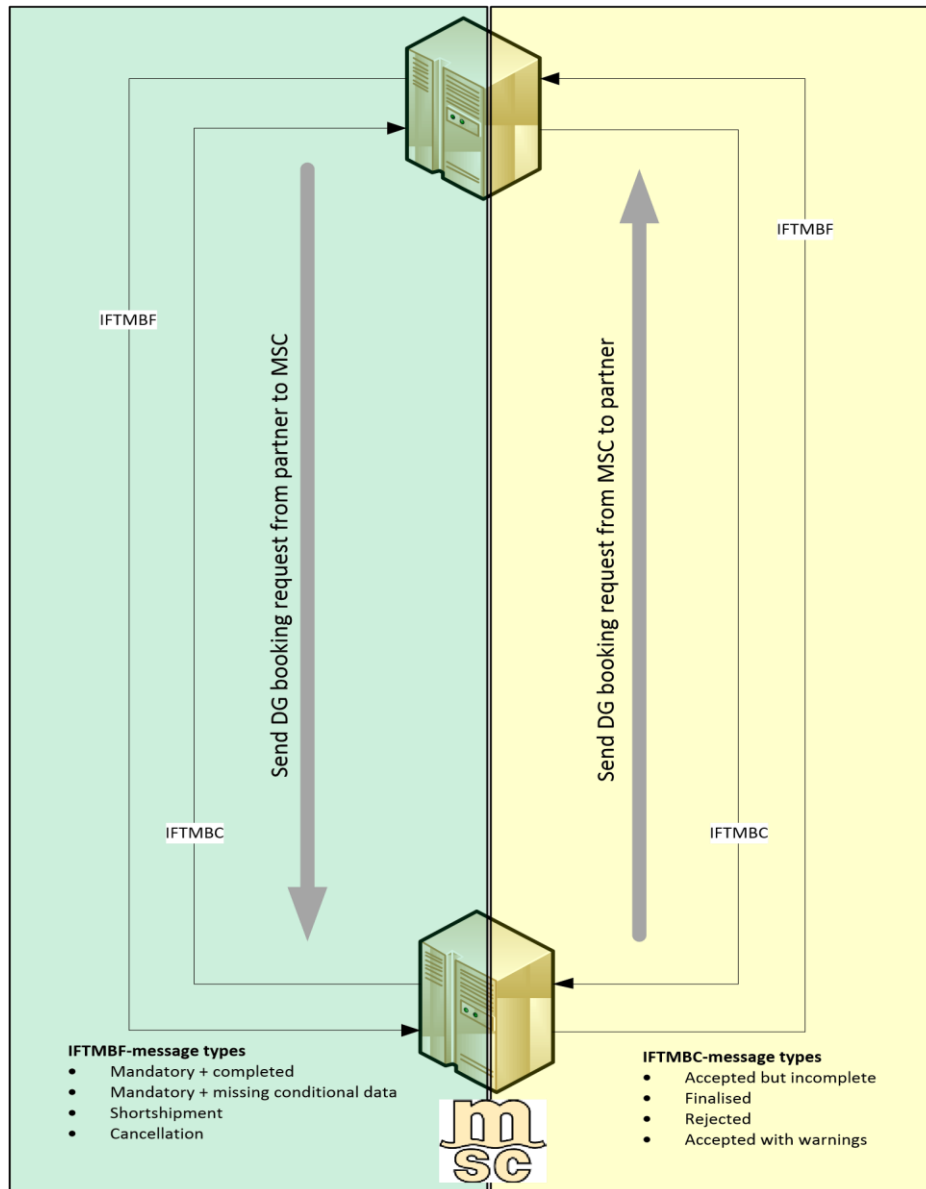 IFTMBF
IFTMBF
Send DG booking request from partner to MSC
Send DG booking request from MSC to partner
IFTMBC
IFTMBC
IFTMBF-message types
• Mandatory + completed
• Mandatory + missing conditional data
• Shortshipment
• Cancellation
IFTMBC-message types
• Accepted but incomplete
• Finalised
• Rejected
• Accepted with warnings
m
sc